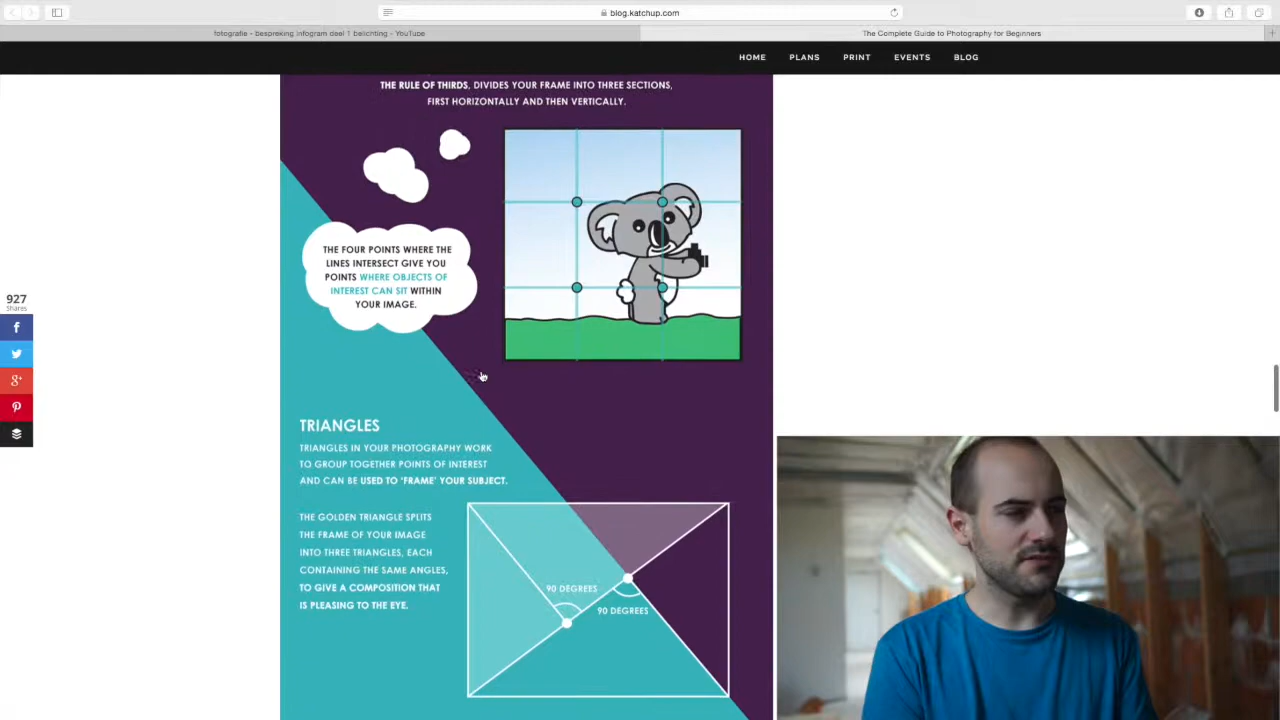 blog.katchup.com
fotografie - bespreking infogram deel 1 belichting - YouTube
The Complete Guide to Photography for Beginners
HOME PLANS PRINT EVENTS BLOG
THE RULE OF THIRDS, DIVIDES YOUR FRAME INTO THREE SECTIONS,
FIRST HORIZONTALLY AND THEN VERTICALLY.
THE FOUR POINTS WHERE THE
LINES INTERSECT GIVE YOU
POINTS WHERE OBJECTS OF
INTEREST CAN SIT WITHIN
YOUR IMAGE.
927
Shares
TRIANGLES
TRIANGLES IN YOUR PHOTOGRAPHY WORK
TO GROUP TOGETHER POINTS OF INTEREST
AND CAN BE USED TO ‘FRAME’ YOUR SUBJECT.
THE GOLDEN TRIANGLE SPLITS
THE FRAME OF YOUR IMAGE
INTO THREE TRIANGLES, EACH
CONTAINING THE SAME ANGLES,
TO GIVE A COMPOSITION THAT
IS PLEASING TO THE EYE.
90 DEGREES
90 DEGREES